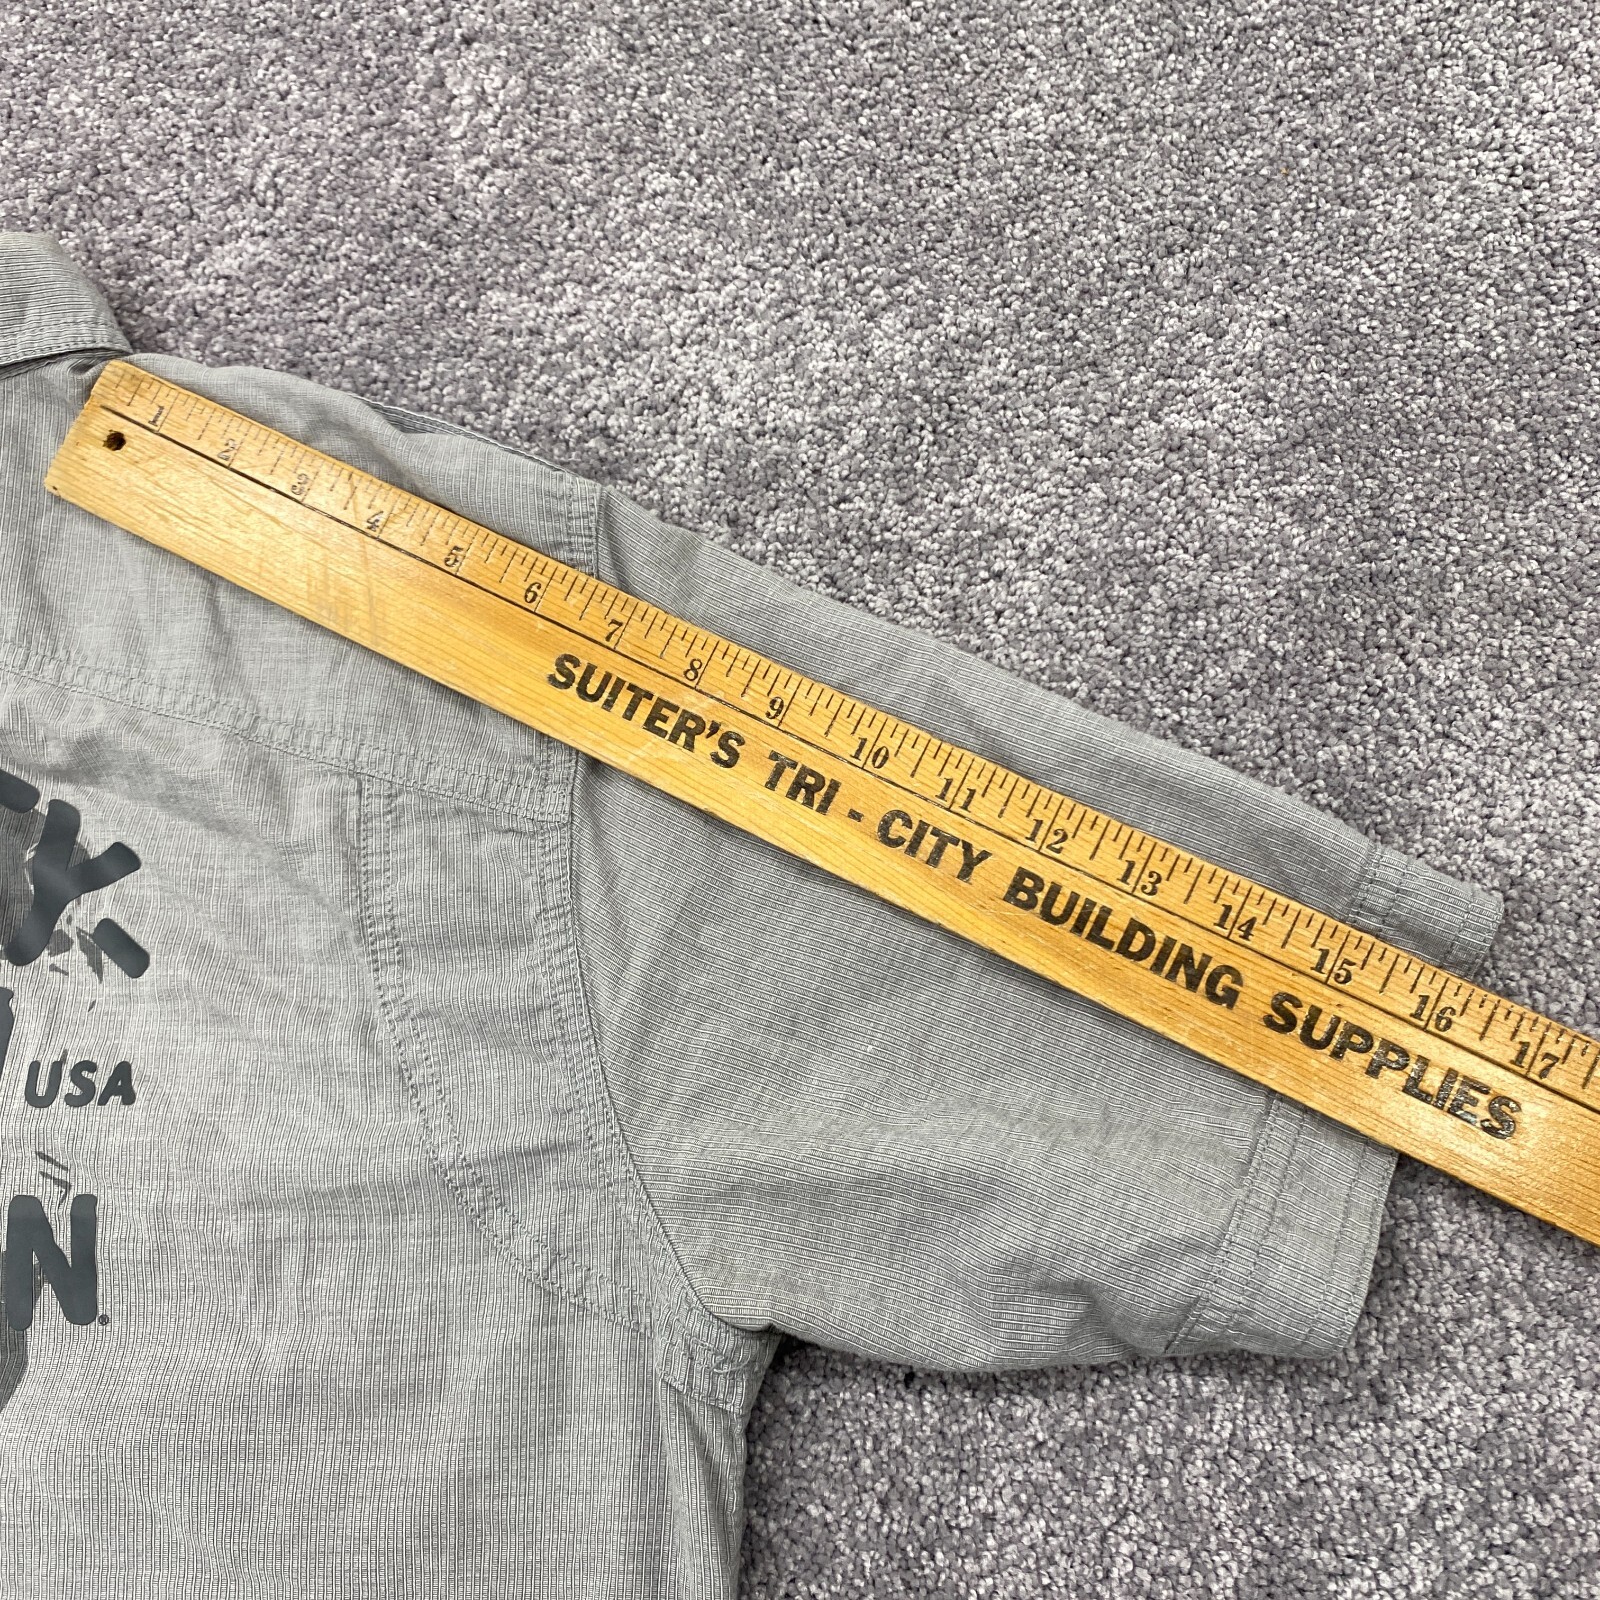 1 2 3 4 5 6 7 8 9 10 11 12 13 14 15 16 17
SUITER'S TRI-CITY BUILDING SUPPLIES
Y
USA
N®